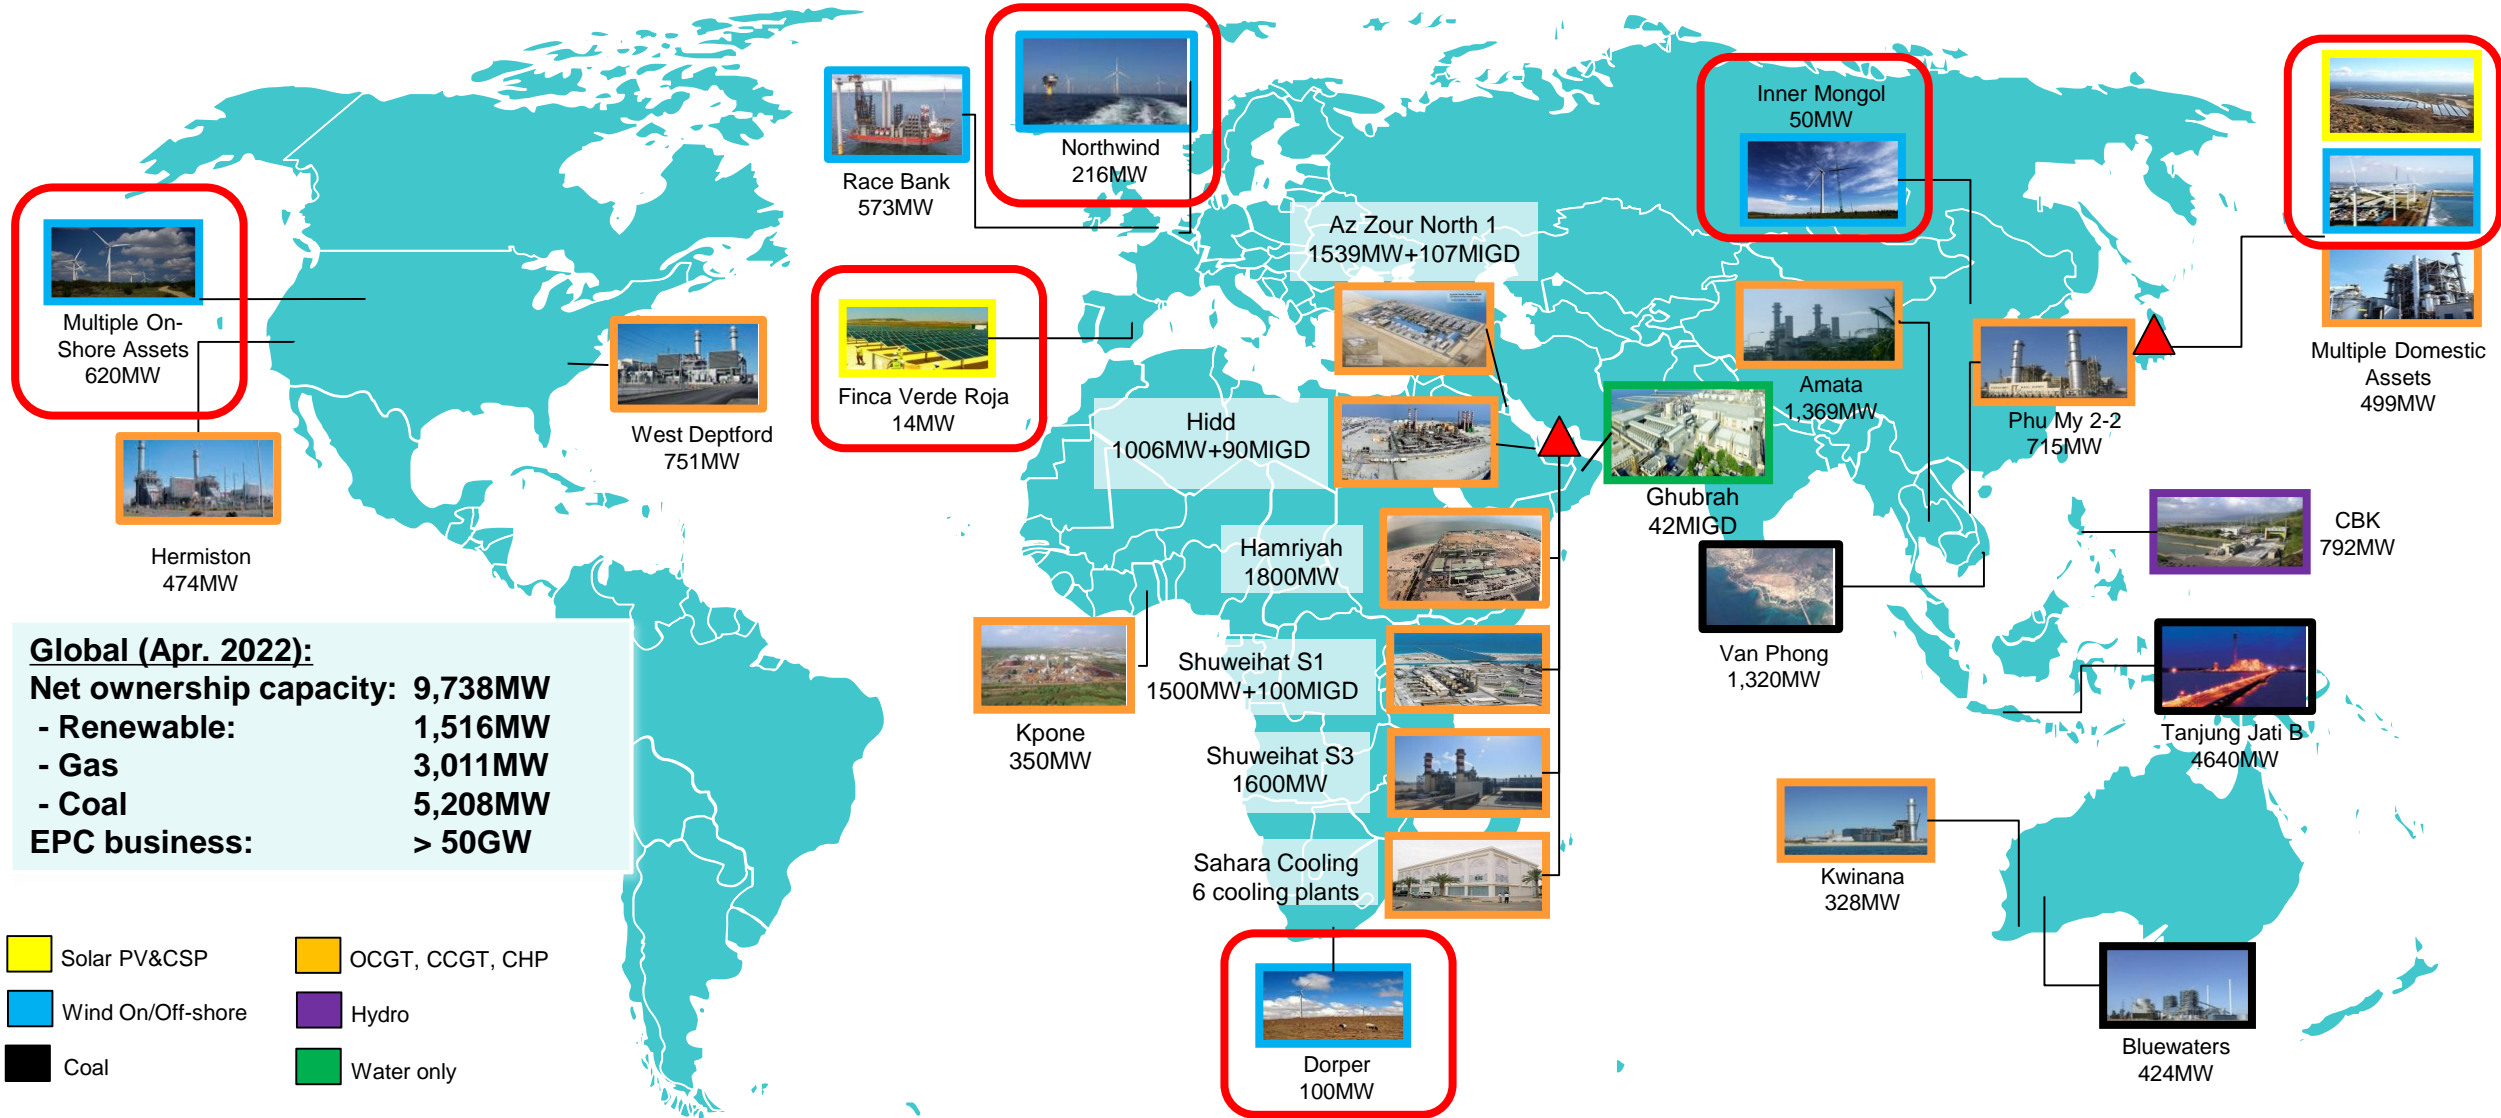 Northwind
216MW
Race Bank
573MW
Inner Mongol
50MW
Multiple On-
Shore Assets
620MW
Az Zour North 1
1539MW+107MIGD
Finca Verde Roja
14MW
West Deptford
751MW
Hermiston
474MW
Hidd
1006MW+90MIGD
Amata
1,369MW
Phu My 2-2
715MW
Multiple Domestic
Assets
499MW
Ghubrah
42MIGD
CBK
792MW
Hamriyah
1800MW
Van Phong
1,320MW
Kpone
350MW
Shuweihat S1
1500MW+100MIGD
Tanjung Jati B
4640MW
Shuweihat S3
1600MW
Sahara Cooling
6 cooling plants
Kwinana
328MW
Bluewaters
424MW
Dorper
100MW
Global (Apr. 2022):
Net ownership capacity: 9,738MW
- Renewable: 1,516MW
- Gas 3,011MW
- Coal 5,208MW
EPC business: > 50GW
Solar PV&CSP
Wind On/Off-shore
Coal
OCGT, CCGT, CHP
Hydro
Water only